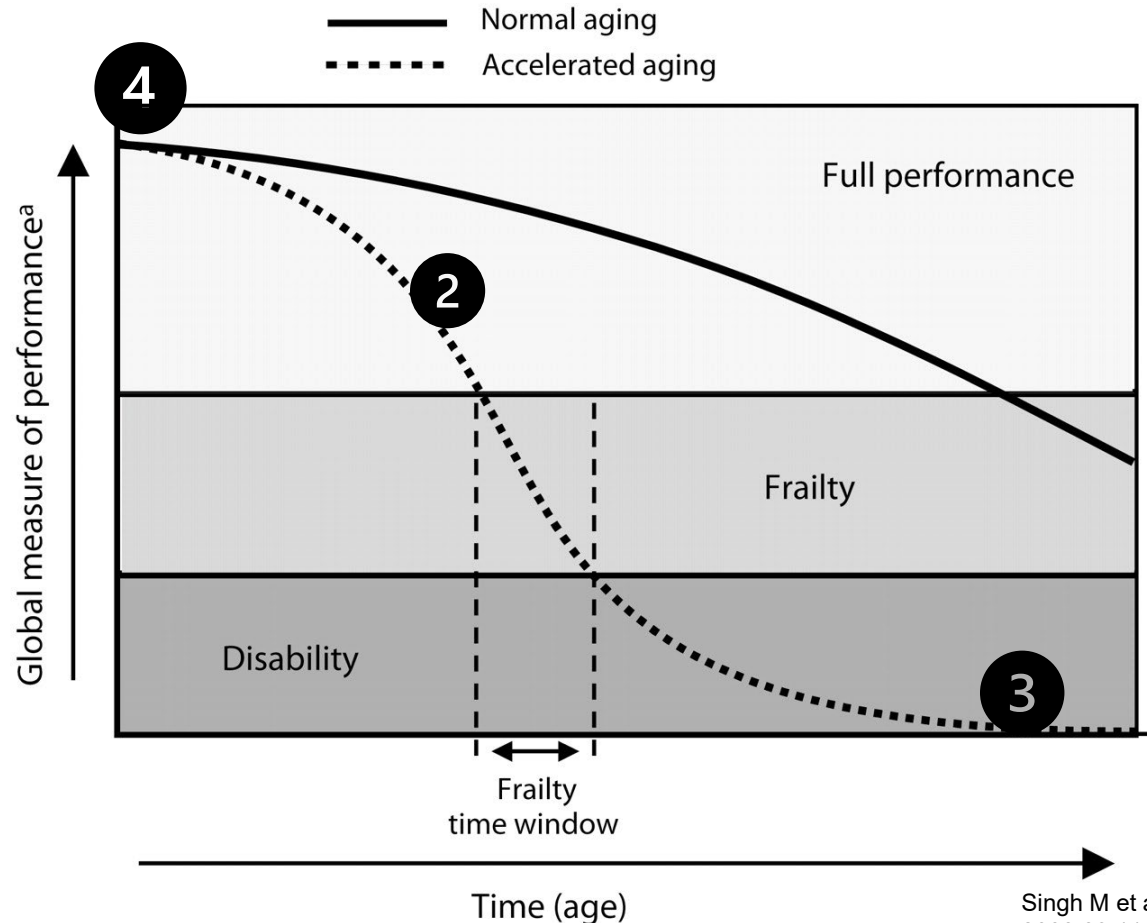 Normal aging
Accelerated aging
4
Full performance
2
Global measure of performanceᵃ
Frailty
Disability
3
Frailty
time window
Time (age)
Singh M et a